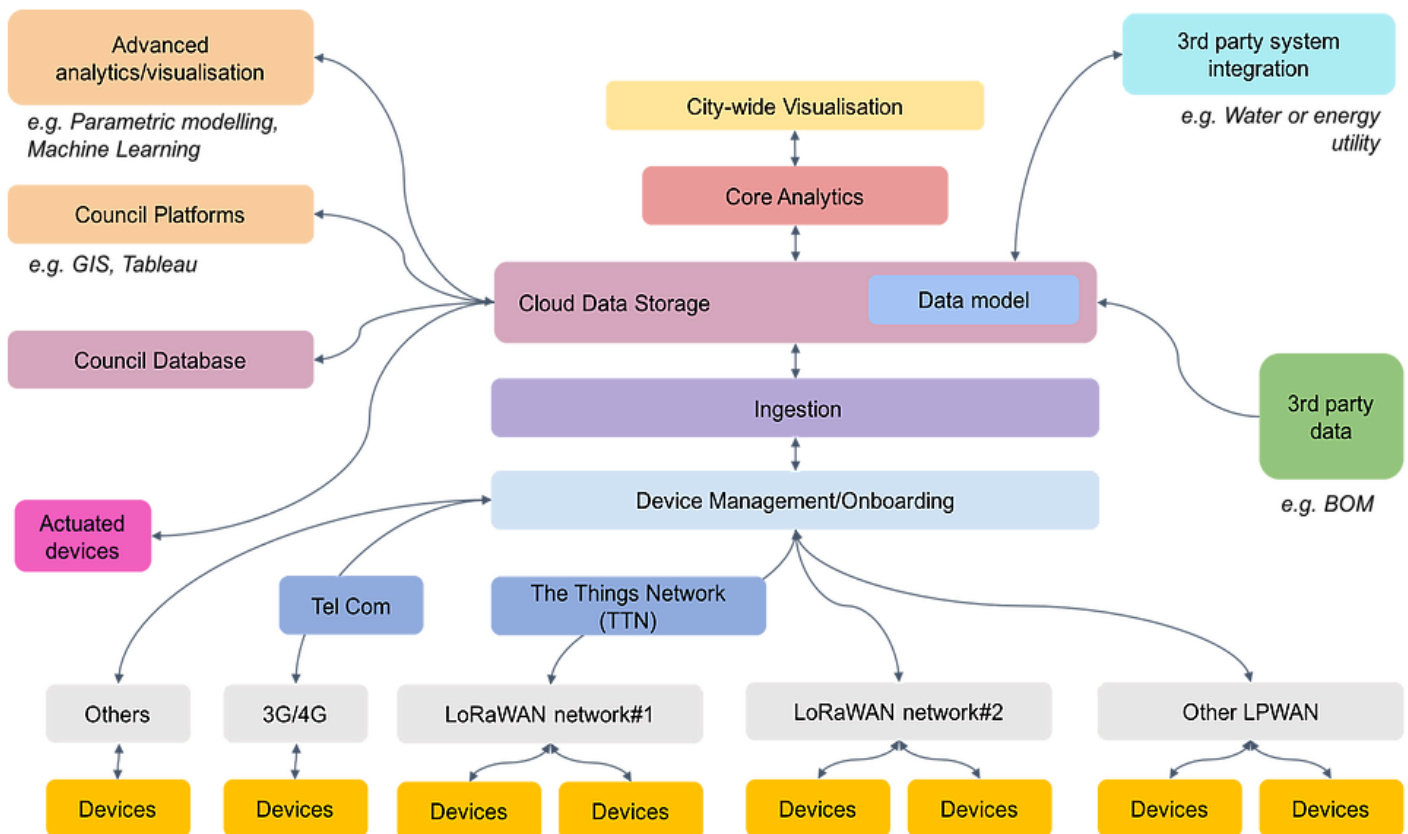 Advanced
analytics/visualisation
e.g. Parametric modelling,
Machine Learning
3rd party system
integration
e.g. Water or energy
utility
City-wide Visualisation
Core Analytics
Council Platforms
e.g. GIS, Tableau
Cloud Data Storage
Data model
Council Database
Ingestion
3rd party
data
e.g. BOM
Device Management/Onboarding
Actuated
devices
Tel Com
The Things Network
(TTN)
Others
3G/4G
LoRaWAN network#1
LoRaWAN network#2
Other LPWAN
Devices
Devices
Devices
Devices
Devices
Devices
Devices
Devices